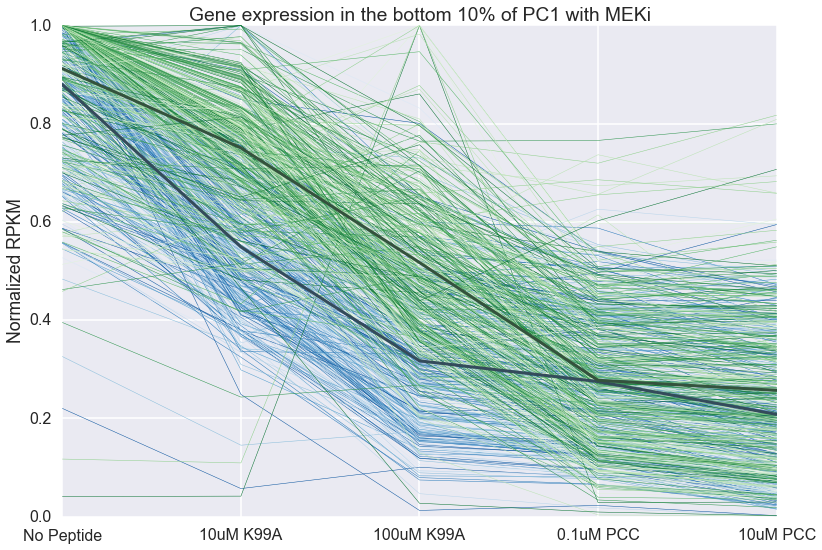 Gene expression in the bottom 10% of PC1 with MEKi
Normalized RPKM
1.0
0.8
0.6
0.4
0.2
0.0
No Peptide
10uM K99A
100uM K99A
0.1uM PCC
10uM PCC